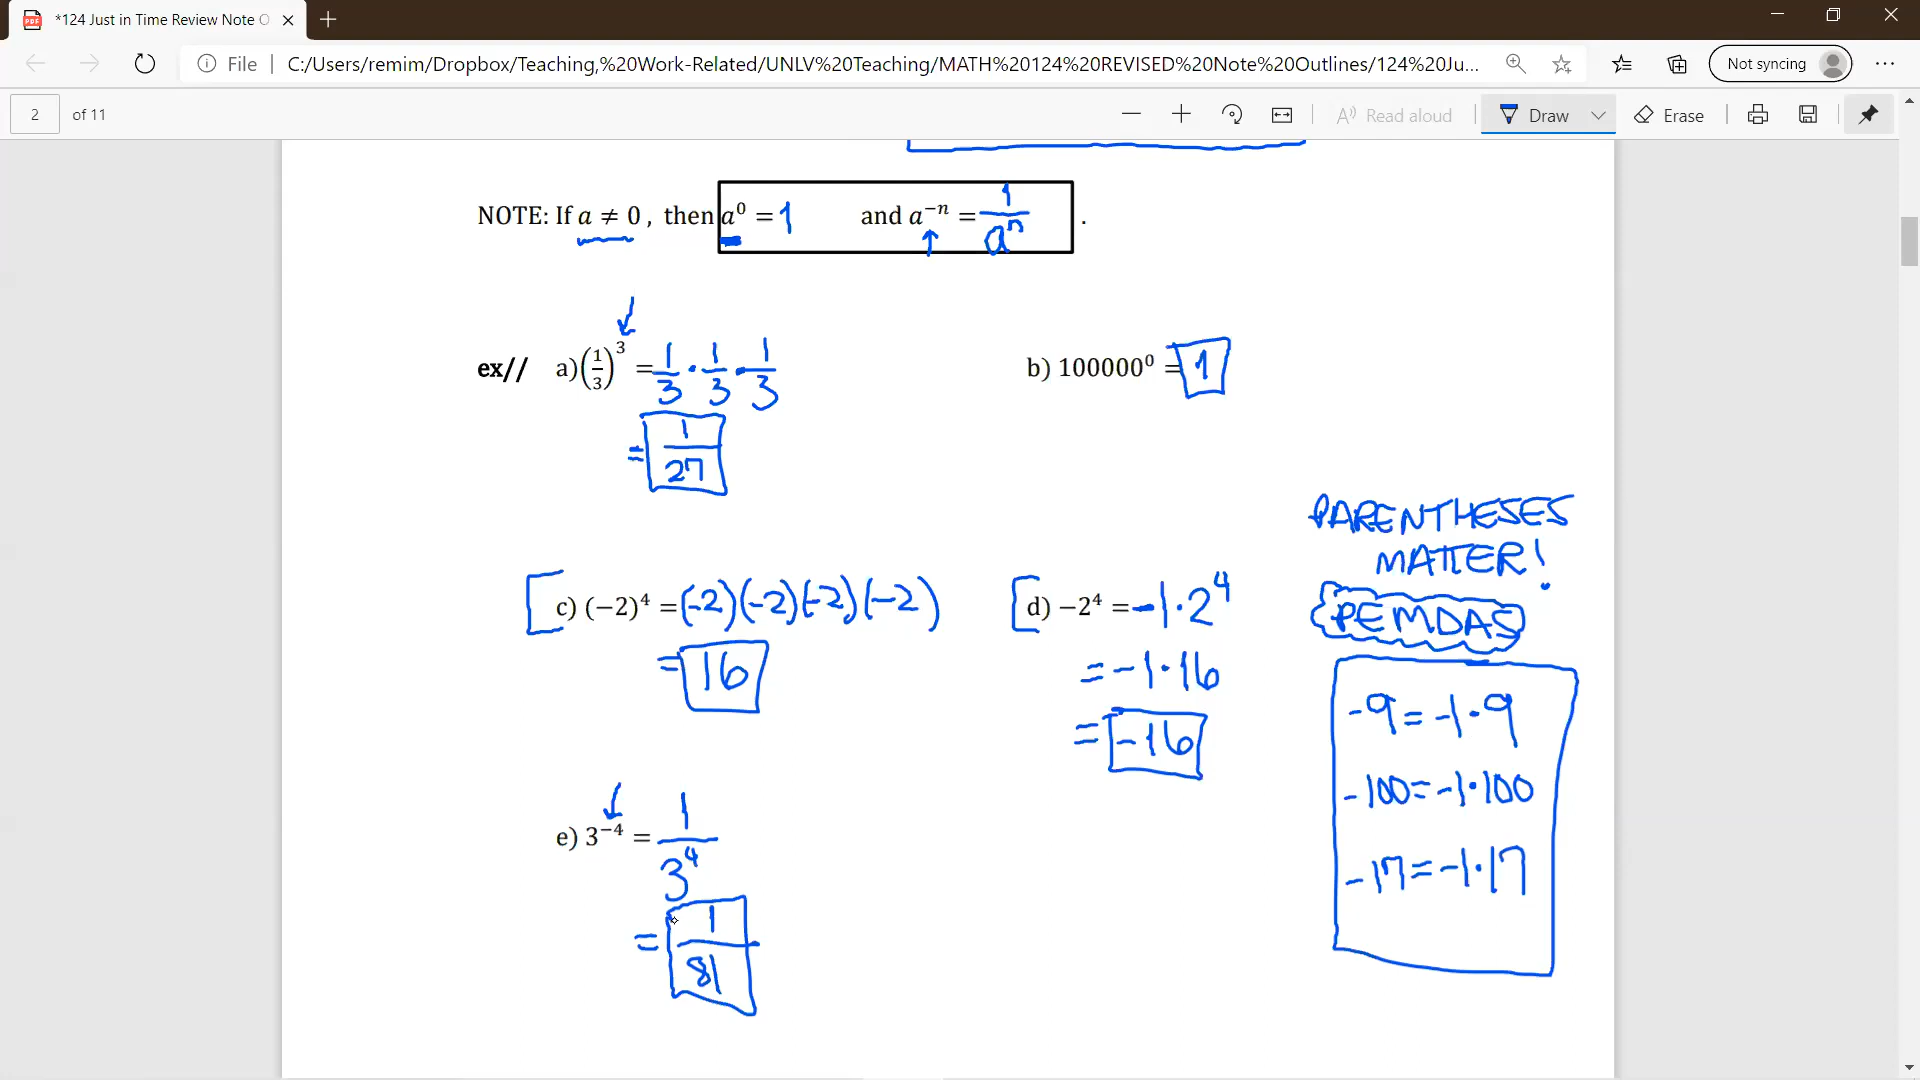 *124 Just in Time Review Note O
File
C:/Users/remim/Dropbox/Teaching,%20Work-Related/UNLV%20Teaching/MATH%20124%20REVISED%20Note%20Outlines/124%20Ju...
Not syncing
2 of 11
Read aloud
Draw
Erase
NOTE: If a ≠ 0 , then a⁰ = 1 and a⁻ⁿ = 1/aⁿ .
ex// a) (1/3)³ = 1/3 · 1/3 · 1/3
= 1/27
b) 100000⁰ = 1
PARENTHESES
MATTER!
PEMDAS
c) (−2)⁴ = (-2)(-2)(-2)(-2)
= 16
d) −2⁴ = -1·2⁴
= -1·16
= -16
-9 = -1·9
-100 = -1·100
-17 = -1·17
e) 3⁻⁴ = 1/3⁴
= 1/81